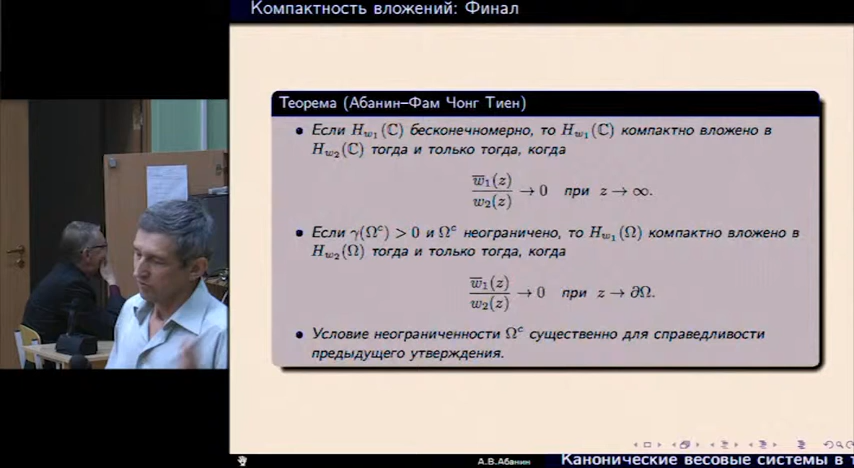 Компактность вложений: Финал
Теорема (Абанин–Фам Чонг Тиен)
• Если H_{w_1}(ℂ) бесконечномерно, то H_{w_1}(ℂ) компактно вложено в
H_{w_2}(ℂ) тогда и только тогда, когда
\frac{\overline{w}_1(z)}{w_2(z)} → 0 при z → ∞.
• Если γ(Ω^c) > 0 и Ω^c неограничено, то H_{w_1}(Ω) компактно вложено в
H_{w_2}(Ω) тогда и только тогда, когда
\frac{\overline{w}_1(z)}{w_2(z)} → 0 при z → ∂Ω.
• Условие неограниченности Ω^c существенно для справедливости
предыдущего утверждения.
А.В.Абанин
Канонические весовые системы в т